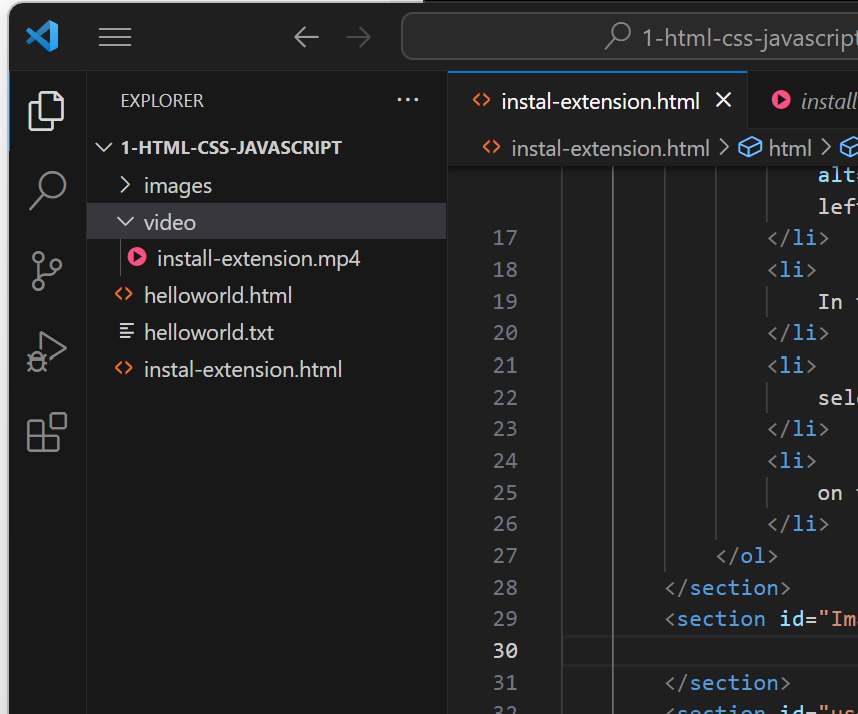 1-html-css-javascript
EXPLORER
1-HTML-CSS-JAVASCRIPT
images
video
install-extension.mp4
helloworld.html
helloworld.txt
instal-extension.html
instal-extension.html
install
instal-extension.html > html >
alt=
left
17 </li>
18 <li>
19 In
20 </li>
21 <li>
22 sele
23 </li>
24 <li>
25 on
26 </li>
27 </ol>
28 </section>
29 <section id="Ima
30
31 </section>
32 <section id="us